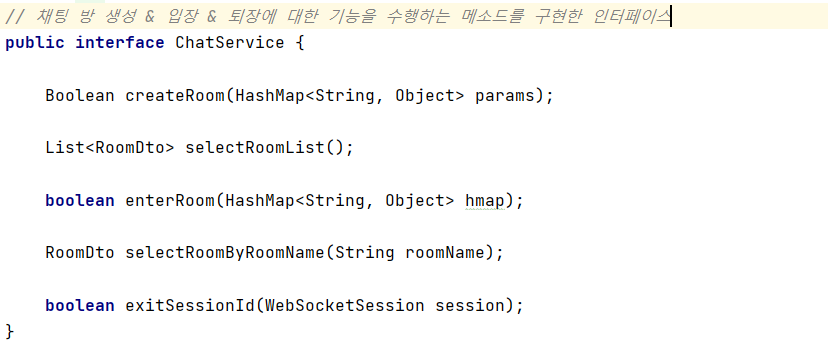 // 채팅 방 생성 & 입장 & 퇴장에 대한 기능을 수행하는 메소드를 구현한 인터페이스
public interface ChatService {
Boolean createRoom(HashMap<String, Object> params);
List<RoomDto> selectRoomList();
boolean enterRoom(HashMap<String, Object> hmap);
RoomDto selectRoomByRoomName(String roomName);
boolean exitSessionId(WebSocketSession session);
}